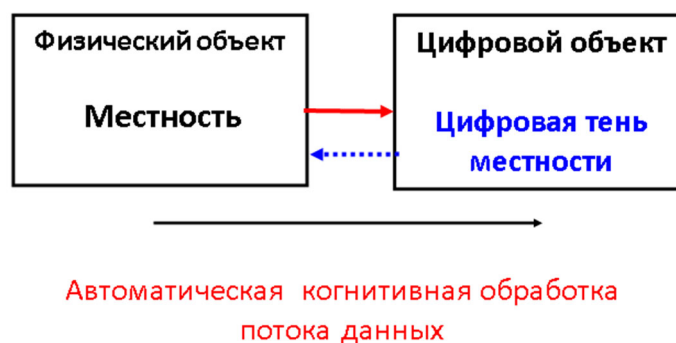 Физический объект
Местность
Цифровой объект
Цифровая тень
местности
Автоматическая когнитивная обработка
потока данных